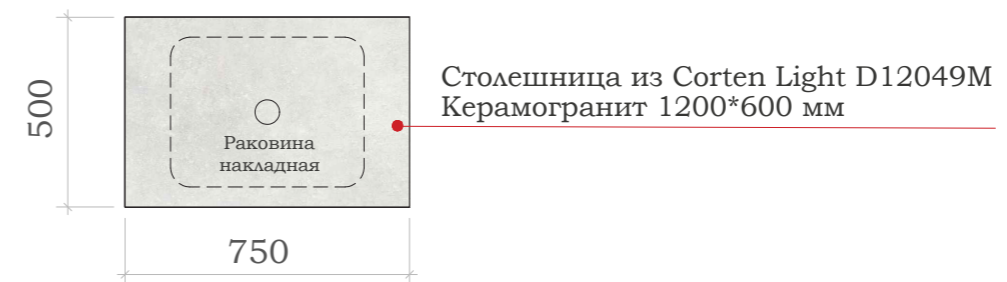 500
Столешница из Corten Light D12049M
Керамогранит 1200*600 мм
Раковина
накладная
750